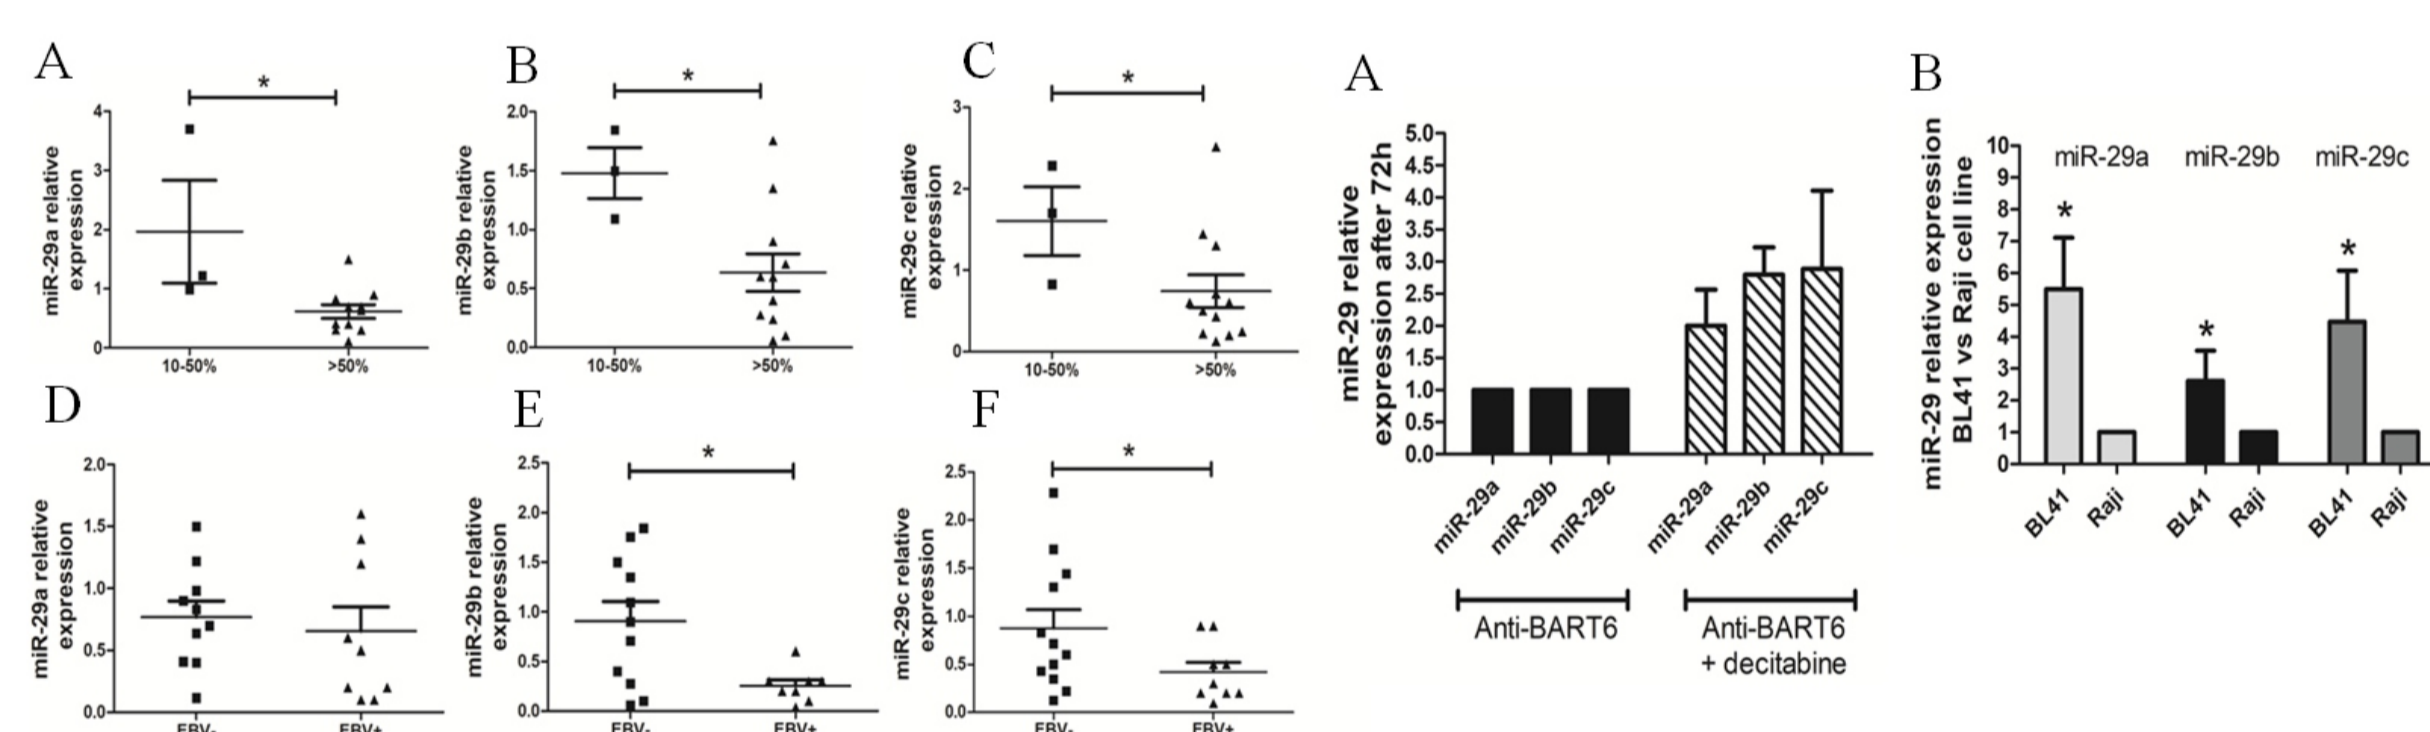 A
*
miR-29a relative
expression
4
3
2
1
0
10-50%
>50%
B
*
miR-29b relative
expression
2.0
1.5
1.0
0.5
0.0
10-50%
>50%
C
*
miR-29c relative
expression
3
2
1
0
10-50%
>50%
D
miR-29a relative
expression
2.0
1.5
1.0
0.5
0.0
EBV-
EBV+
E
*
miR-29b relative
expression
2.5
2.0
1.5
1.0
0.5
0.0
EBV-
EBV+
F
*
miR-29c relative
expression
2.5
2.0
1.5
1.0
0.5
0.0
EBV-
EBV+
A
miR-29 relative
expression after 72h
5.0
4.5
4.0
3.5
3.0
2.5
2.0
1.5
1.0
0.5
0.0
miR-29a
miR-29b
miR-29c
miR-29a
miR-29b
miR-29c
Anti-BART6
Anti-BART6
+ decitabine
B
miR-29 relative expression
BL41 vs Raji cell line
10
9
8
7
6
5
4
3
2
1
0
miR-29a
miR-29b
miR-29c
*
*
*
BL41
Raji
BL41
Raji
BL41
Raji